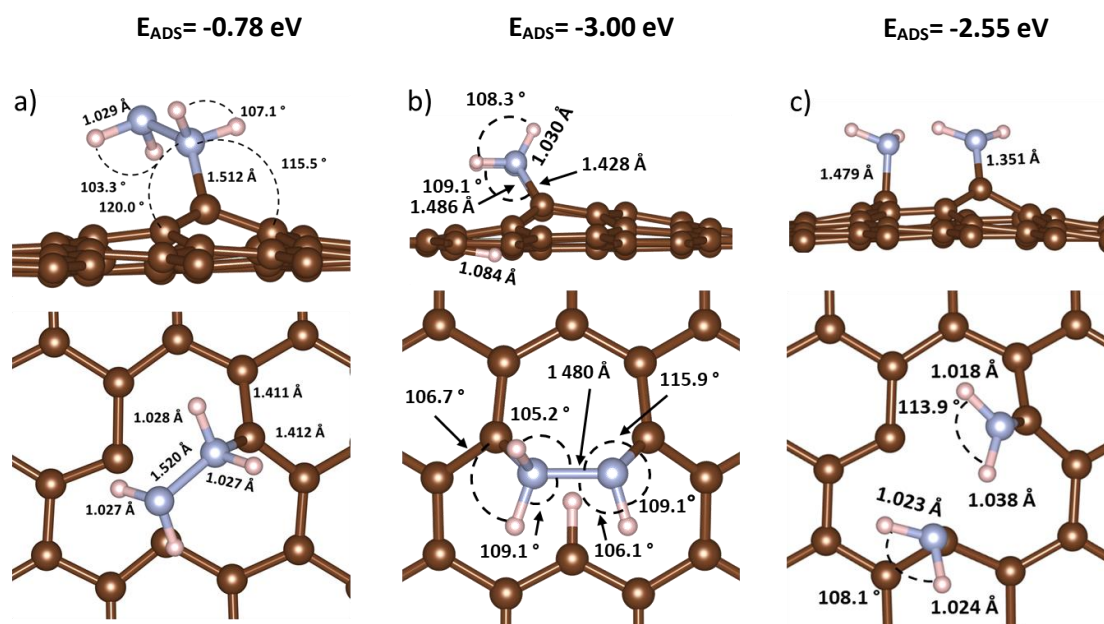 E_ADS= -0.78 eV
E_ADS= -3.00 eV
E_ADS= -2.55 eV
a)
1.029 Å
107.1 °
103.3 °
120.0 °
1.512 Å
115.5 °
1.411 Å
1.028 Å
1.412 Å
1.520 Å
1.027 Å
1.027 Å
b)
108.3 °
1.030 Å
109.1 °
1.428 Å
1.486 Å
1.084 Å
1 480 Å
106.7 °
105.2 °
115.9 °
109.1 °
106.1 °
109.1 °
c)
1.479 Å
1.351 Å
1.018 Å
113.9 °
1.038 Å
1.023 Å
108.1 °
1.024 Å